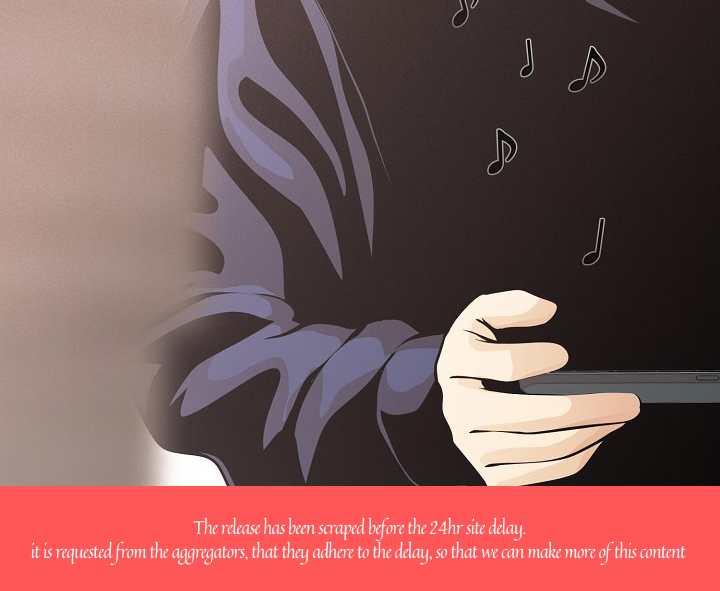 The release has been scraped before the 24hr site delay.
it is requested from the aggregators, that they adhere to the delay, so that we can make more of this content